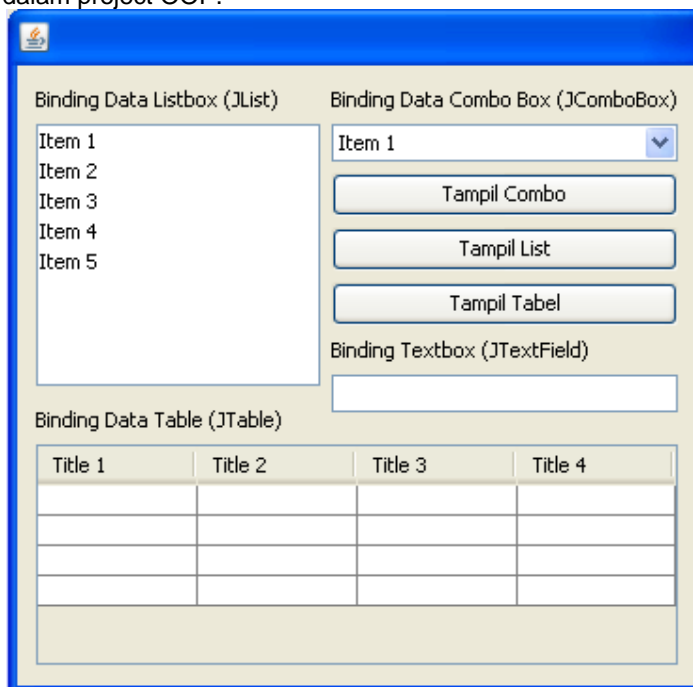 dalam project OOP.
Binding Data Listbox (JList)
Binding Data Combo Box (JComboBox)
Item 1
Item 2
Item 3
Item 4
Item 5
Item 1
Tampil Combo
Tampil List
Tampil Tabel
Binding Textbox (JTextField)
Binding Data Table (JTable)
Title 1 Title 2 Title 3 Title 4